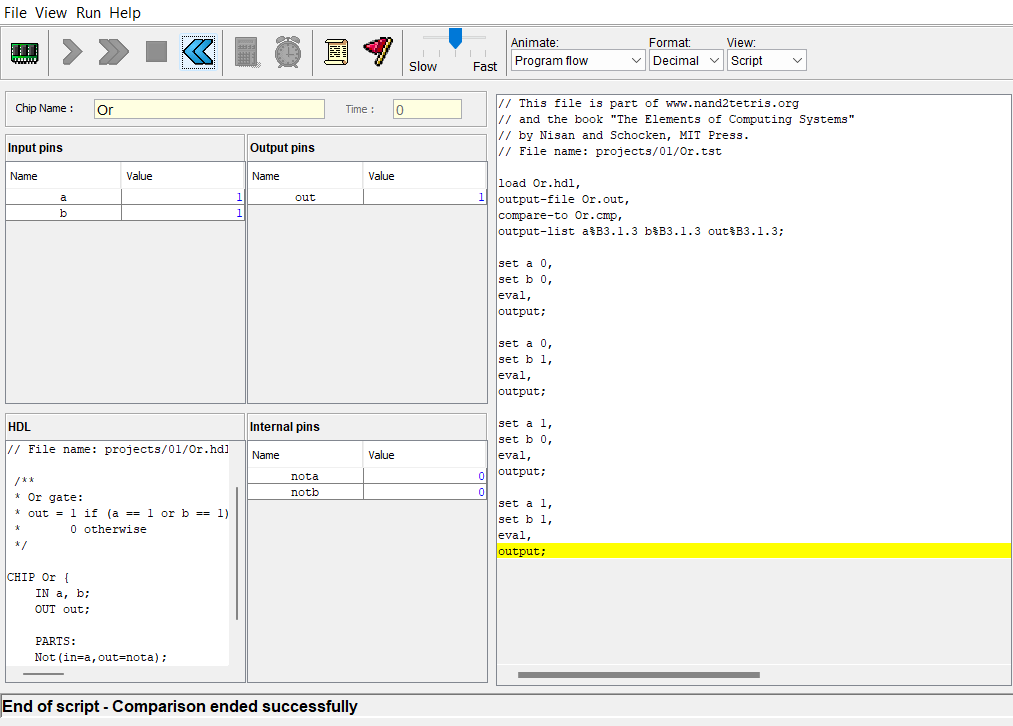 File View Run Help
Slow Fast
Animate: Format: View:
Program flow Decimal Script
Chip Name : Or Time : 0
Input pins
Name Value
a 1
b 1
Output pins
Name Value
out 1
HDL
// File name: projects/01/Or.hdl
/**
* Or gate:
* out = 1 if (a == 1 or b == 1)
* 0 otherwise
*/
CHIP Or {
IN a, b;
OUT out;
PARTS:
Not(in=a,out=nota);
Internal pins
Name Value
nota 0
notb 0
// This file is part of www.nand2tetris.org
// and the book "The Elements of Computing Systems"
// by Nisan and Schocken, MIT Press.
// File name: projects/01/Or.tst
load Or.hdl,
output-file Or.out,
compare-to Or.cmp,
output-list a%B3.1.3 b%B3.1.3 out%B3.1.3;
set a 0,
set b 0,
eval,
output;
set a 0,
set b 1,
eval,
output;
set a 1,
set b 0,
eval,
output;
set a 1,
set b 1,
eval,
output;
End of script - Comparison ended successfully